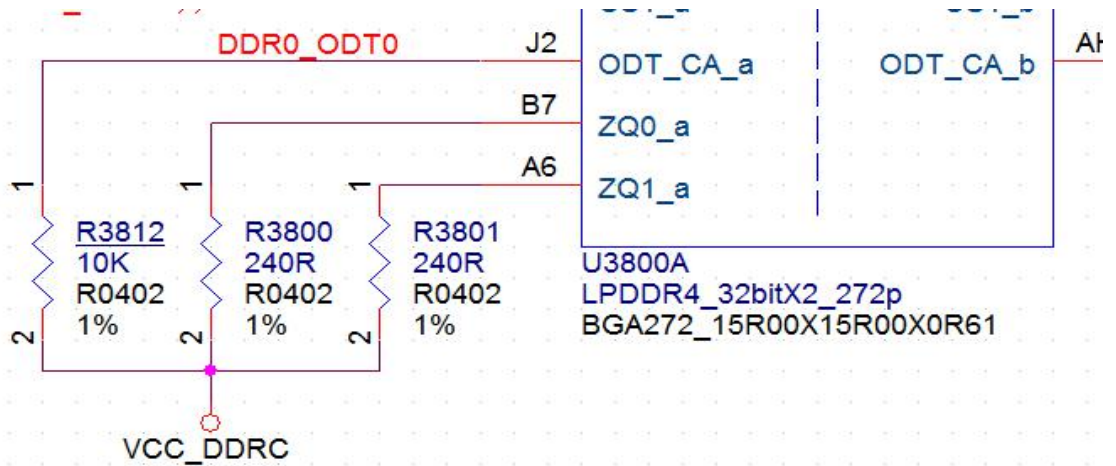 DDR0_ODT0
J2
ODT_CA_a
ODT_CA_b
AH
B7
ZQ0_a
A6
ZQ1_a
1
1
1
R3812
10K
R0402
1%
2
R3800
240R
R0402
1%
2
R3801
240R
R0402
1%
2
U3800A
LPDDR4_32bitX2_272p
BGA272_15R00X15R00X0R61
VCC_DDRC